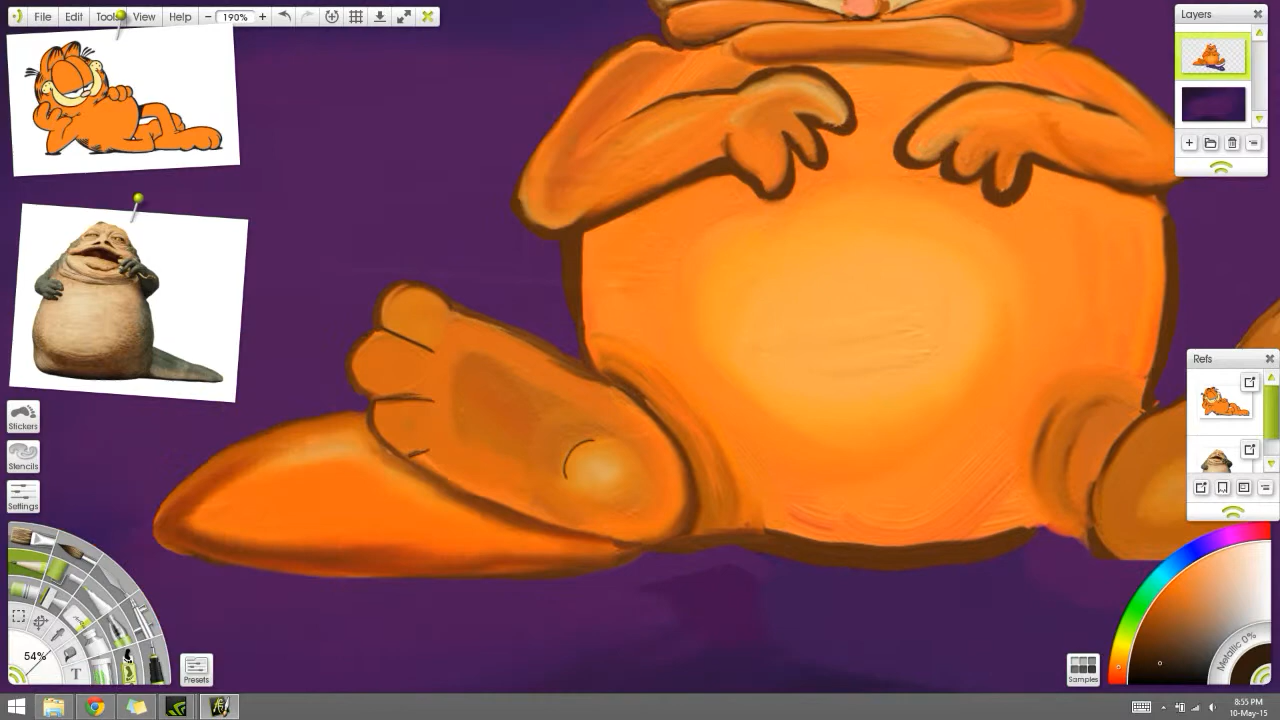 File Edit Tools View Help − 190% +
Layers
Refs
Stickers
Stencils
Settings
54%
T
Presets
Metallic 0%
Samples
8:55 PM
10-May-15